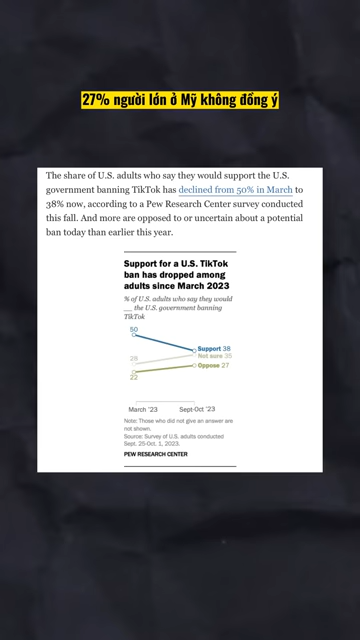 27% người lớn ở Mỹ không đồng ý
The share of U.S. adults who say they would support the U.S.
government banning TikTok has declined from 50% in March to
38% now, according to a Pew Research Center survey conducted
this fall. And more are opposed to or uncertain about a potential
ban today than earlier this year.
Support for a U.S. TikTok
ban has dropped among
adults since March 2023
% of U.S. adults who say they would
__ the U.S. government banning
TikTok
50
Support 38
28
Not sure 35
Oppose 27
22
March '23 Sept-Oct '23
Note: Those who did not give an answer are
not shown.
Source: Survey of U.S. adults conducted
Sept. 25-Oct. 1, 2023.
PEW RESEARCH CENTER